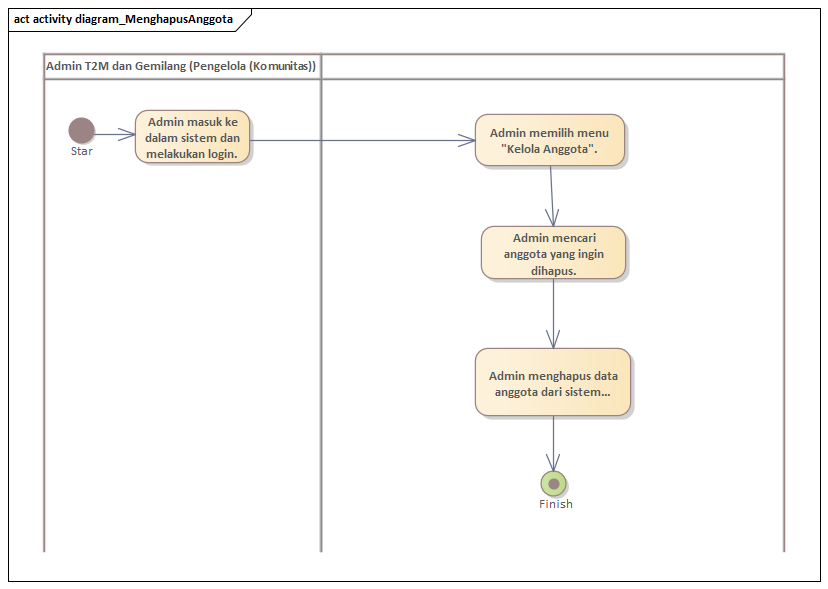 act activity diagram_MenghapusAnggota
Admin T2M dan Gemilang (Pengelola (Komunitas))
Star
Admin masuk ke
dalam sistem dan
melakukan login.
Admin memilih menu
"Kelola Anggota".
Admin mencari
anggota yang ingin
dihapus.
Admin menghapus data
anggota dari sistem...
Finish